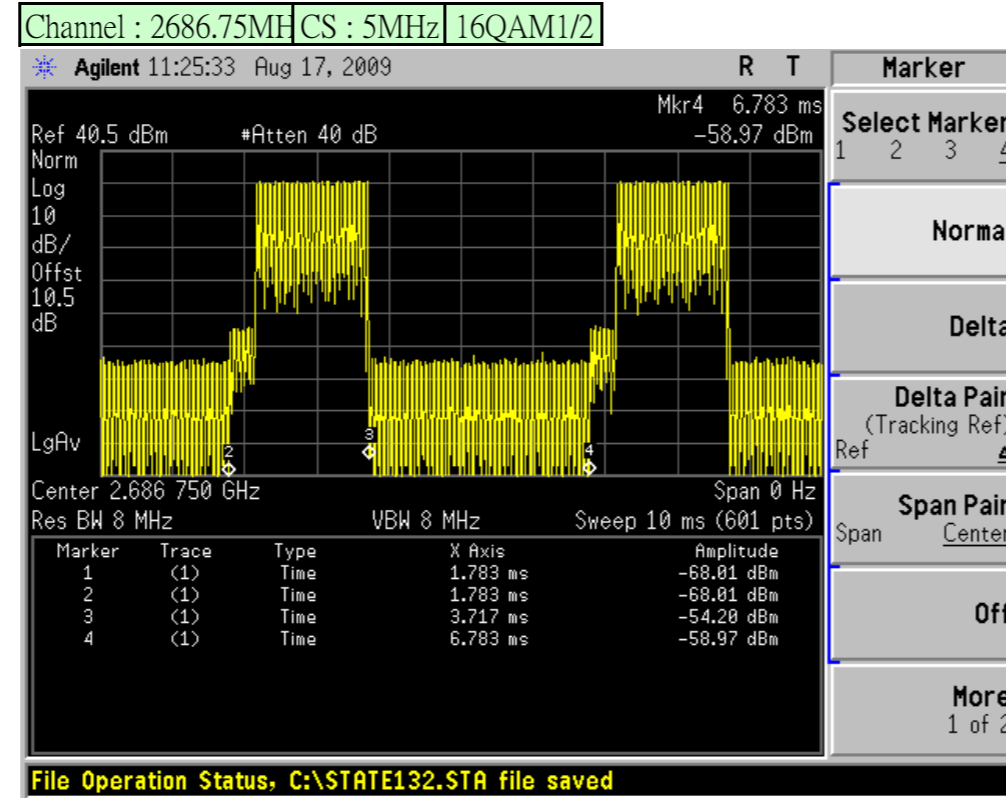 Channel : 2686.75MH CS : 5MHz 16QAM1/2
Agilent 11:25:33 Aug 17, 2009 R T
Marker
Mkr4 6.783 ms
Ref 40.5 dBm #Atten 40 dB -58.97 dBm
Select Marker
1 2 3 4
Norm
Log
10
dB/
Offst
10.5
dB
LgAv
2
3
4
Norma
Delta
Delta Pair
(Tracking Ref)
Ref
Span Pair
Span Center
Off
More
1 of 2
Center 2.686 750 GHz Span 0 Hz
Res BW 8 MHz VBW 8 MHz Sweep 10 ms (601 pts)
Marker Trace Type X Axis Amplitude
1 (1) Time 1.783 ms -68.01 dBm
2 (1) Time 1.783 ms -68.01 dBm
3 (1) Time 3.717 ms -54.20 dBm
4 (1) Time 6.783 ms -58.97 dBm
File Operation Status, C:\STATE132.STA file saved